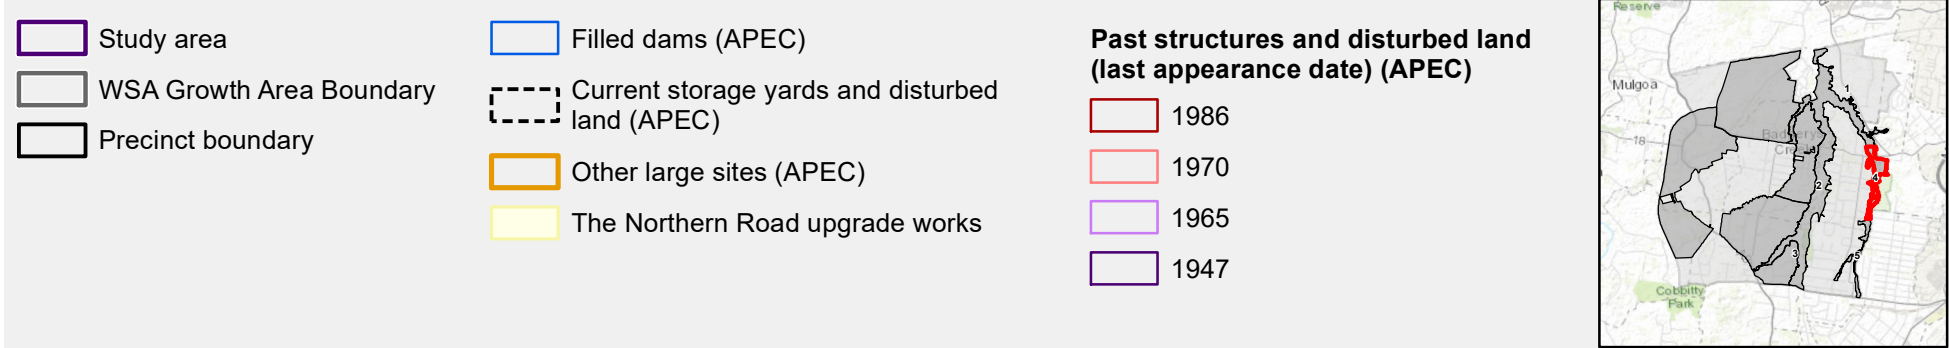 Study area
WSA Growth Area Boundary
Precinct boundary
Filled dams (APEC)
Current storage yards and disturbed
land (APEC)
Other large sites (APEC)
The Northern Road upgrade works
Past structures and disturbed land
(last appearance date) (APEC)
1986
1970
1965
1947
Reserve
Mulgoa
1
18
4
2
3
5
Cobbitty
Park